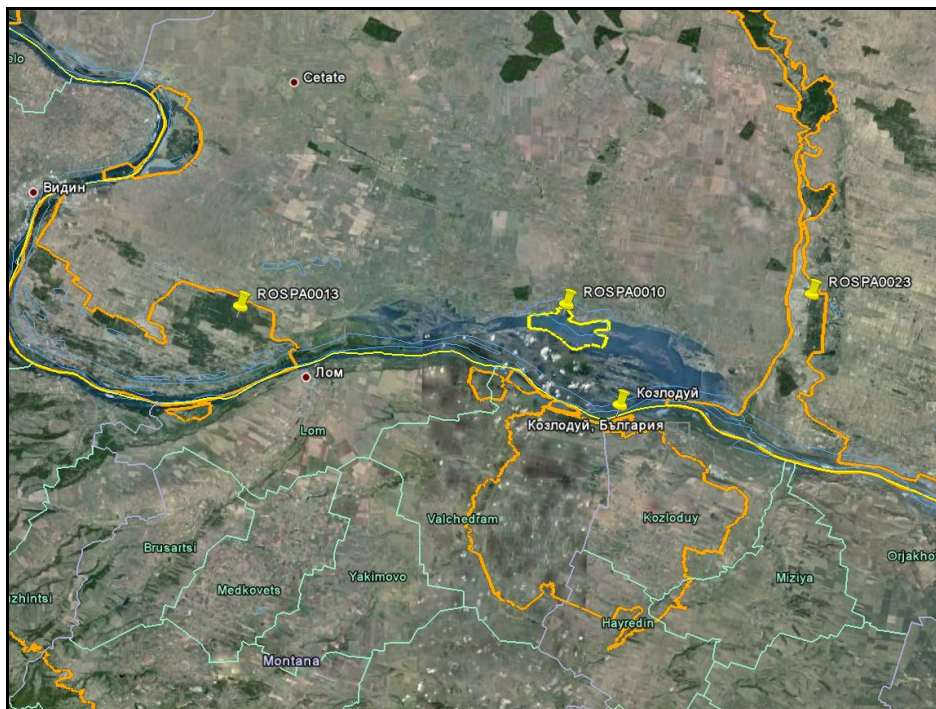 Cetate
elo
Видин
ROSPA0013
ROSPA0010
ROSPA0023
Лом
Козлодуй
Козлодуй, България
Lom
Valchedram
Kozloduy
Brusartsi
Orjakho
Yakimovo
Miziya
Medkovets
uzhintsi
Hayredin
Montana